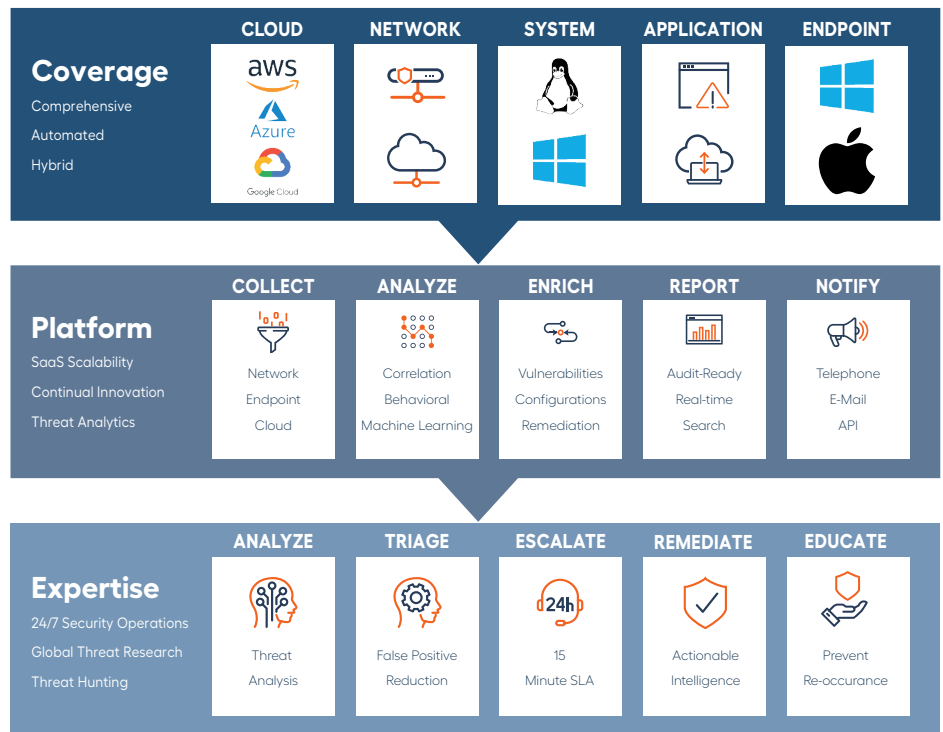 CLOUD NETWORK SYSTEM APPLICATION ENDPOINT
Coverage
Comprehensive
Automated
Hybrid
aws
Azure
Google Cloud
COLLECT ANALYZE ENRICH REPORT NOTIFY
Platform
SaaS Scalability
Continual Innovation
Threat Analytics
Network
Endpoint
Cloud
Correlation
Behavioral
Machine Learning
Vulnerabilities
Configurations
Remediation
Audit-Ready
Real-time
Search
Telephone
E-Mail
API
ANALYZE TRIAGE ESCALATE REMEDIATE EDUCATE
Expertise
24/7 Security Operations
Global Threat Research
Threat Hunting
Threat
Analysis
False Positive
Reduction
24h
15
Minute SLA
Actionable
Intelligence
Prevent
Re-occurance